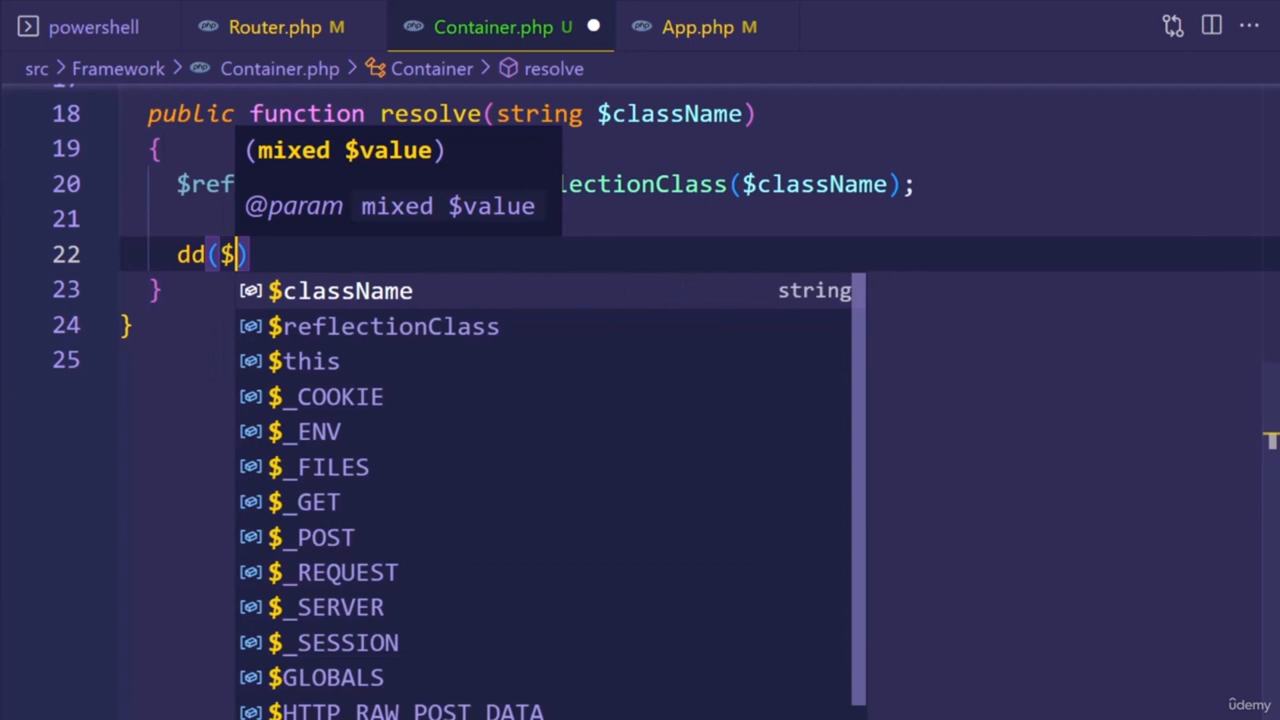 powershell Router.php M Container.php U App.php M
src > Framework > Container.php > Container > resolve
18 public function resolve(string $className)
19 {
(mixed $value)
20 $ref lectionClass($className);
@param mixed $value
21
22 dd($)
23 }
$className string
24 }
$reflectionClass
25
$this
$_COOKIE
$_ENV
$_FILES
$_GET
$_POST
$_REQUEST
$_SERVER
$_SESSION
$GLOBALS
$HTTP_RAW_POST_DATA
ûdemy